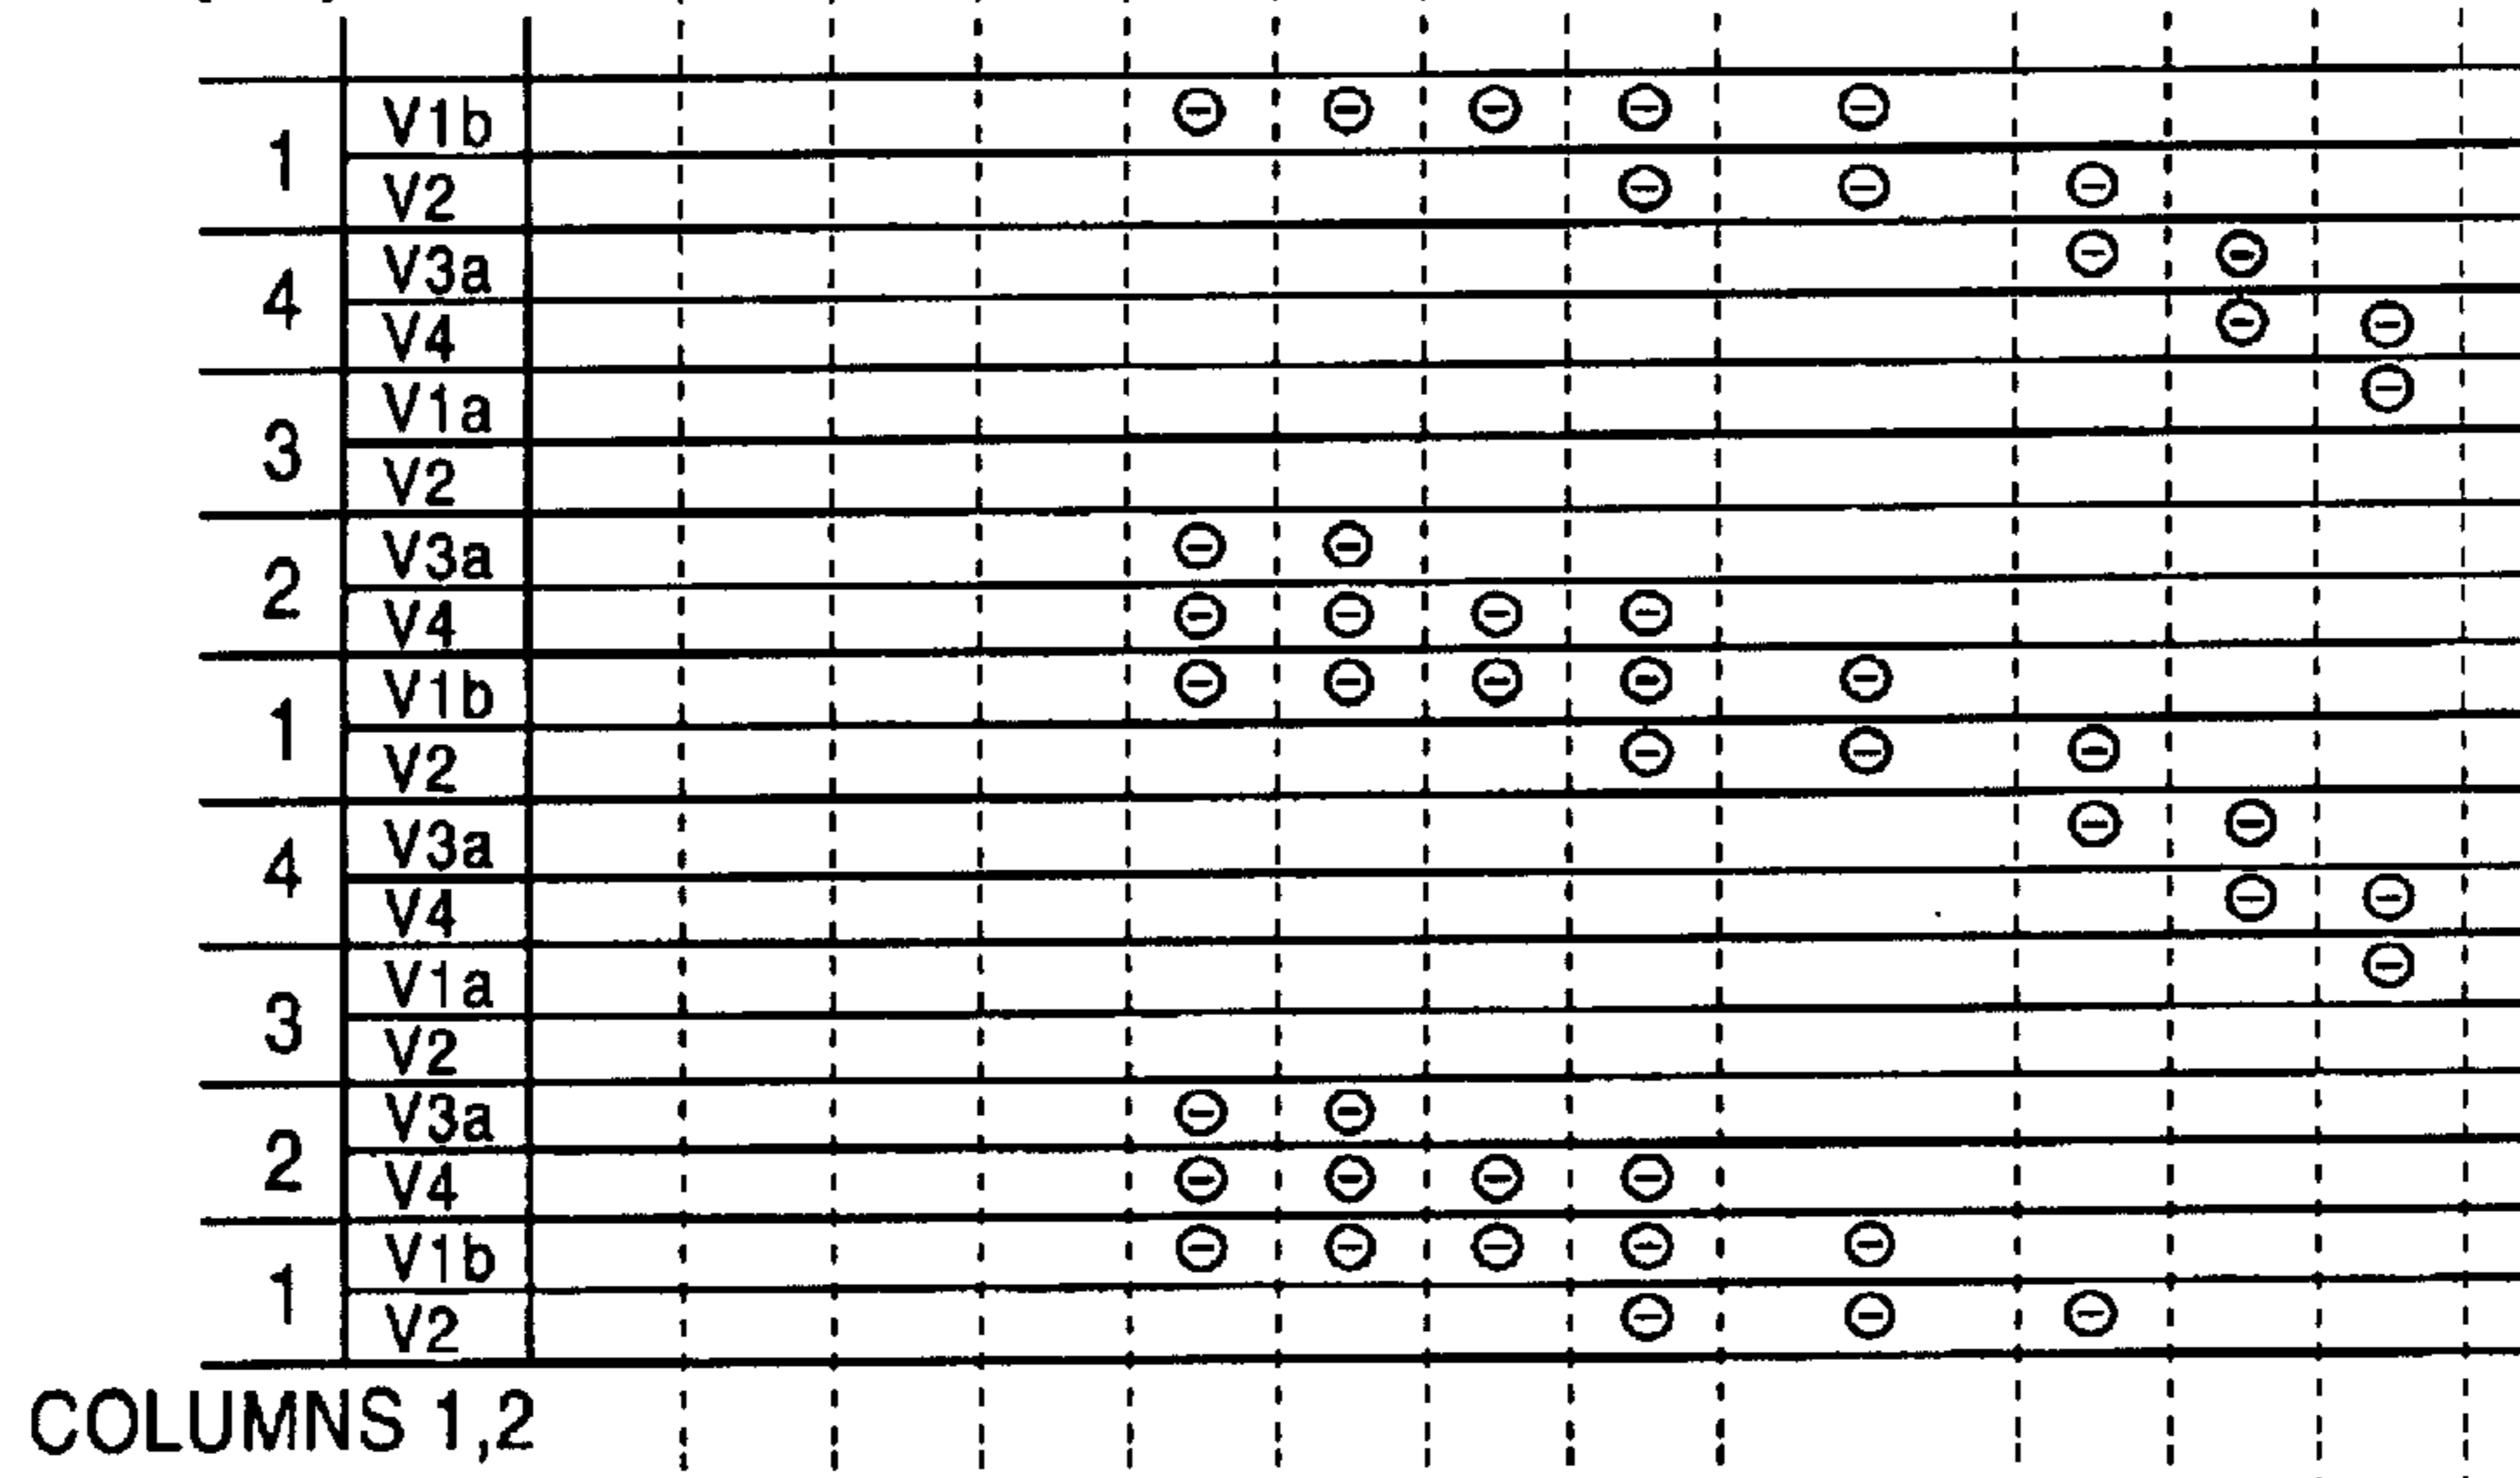 1 V1b ⊖ ⊖ ⊖ ⊖ ⊖
V2 ⊖ ⊖ ⊖
4 V3a ⊖ ⊖
V4 ⊖ ⊖
3 V1a ⊖
V2
2 V3a ⊖ ⊖
V4 ⊖ ⊖ ⊖ ⊖
1 V1b ⊖ ⊖ ⊖ ⊖ ⊖
V2 ⊖ ⊖ ⊖
4 V3a ⊖ ⊖
V4 ⊖ ⊖
3 V1a ⊖
V2
2 V3a ⊖ ⊖
V4 ⊖ ⊖ ⊖ ⊖
1 V1b ⊖ ⊖ ⊖ ⊖ ⊖
V2 ⊖ ⊖ ⊖
COLUMNS 1,2